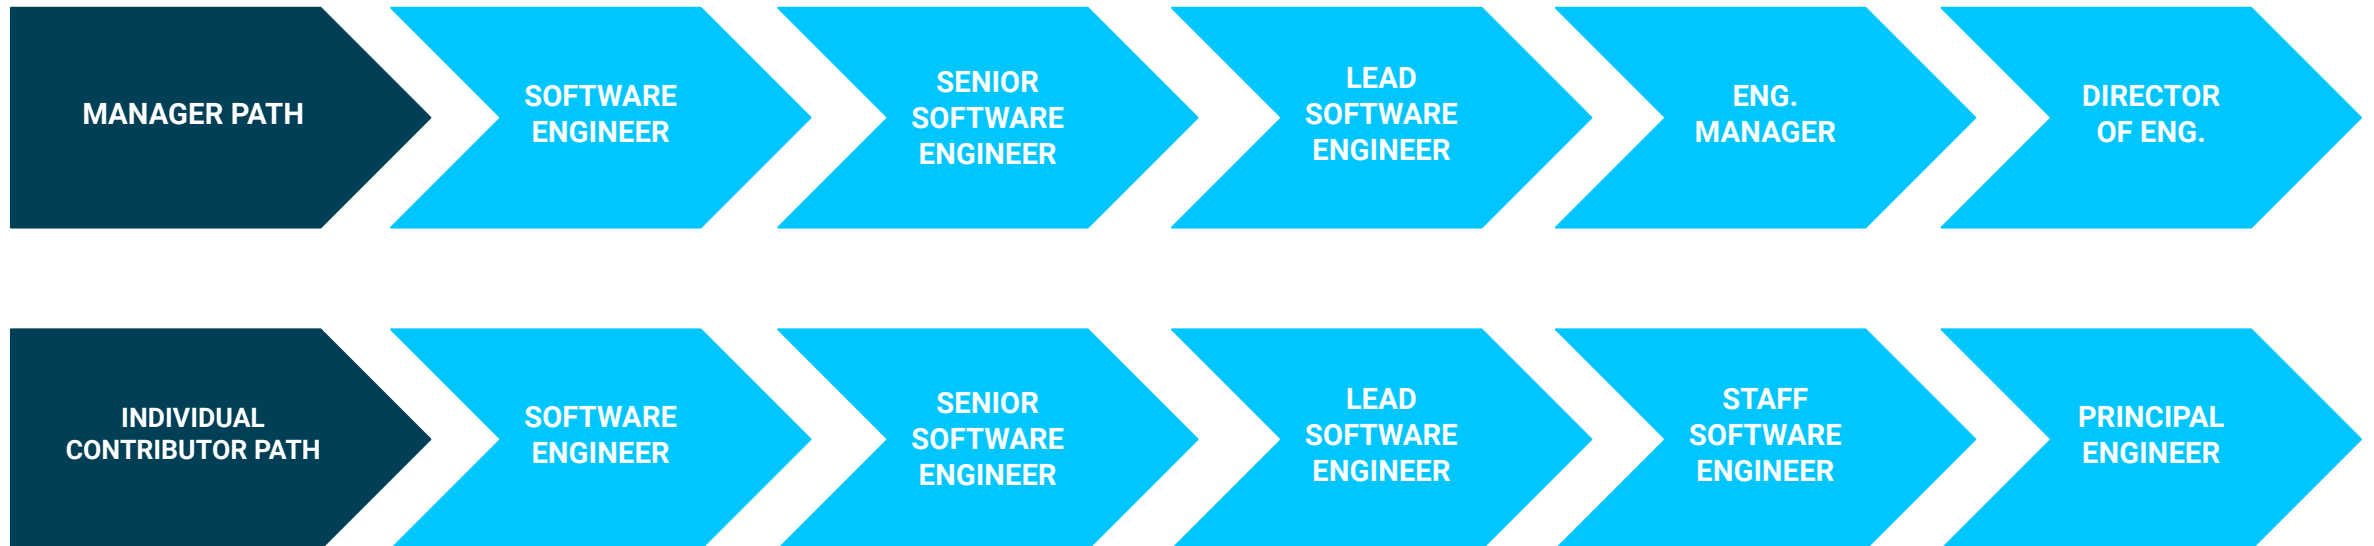 MANAGER PATH
SOFTWARE
ENGINEER
SENIOR
SOFTWARE
ENGINEER
LEAD
SOFTWARE
ENGINEER
ENG.
MANAGER
DIRECTOR
OF ENG.
INDIVIDUAL
CONTRIBUTOR PATH
SOFTWARE
ENGINEER
SENIOR
SOFTWARE
ENGINEER
LEAD
SOFTWARE
ENGINEER
STAFF
SOFTWARE
ENGINEER
PRINCIPAL
ENGINEER